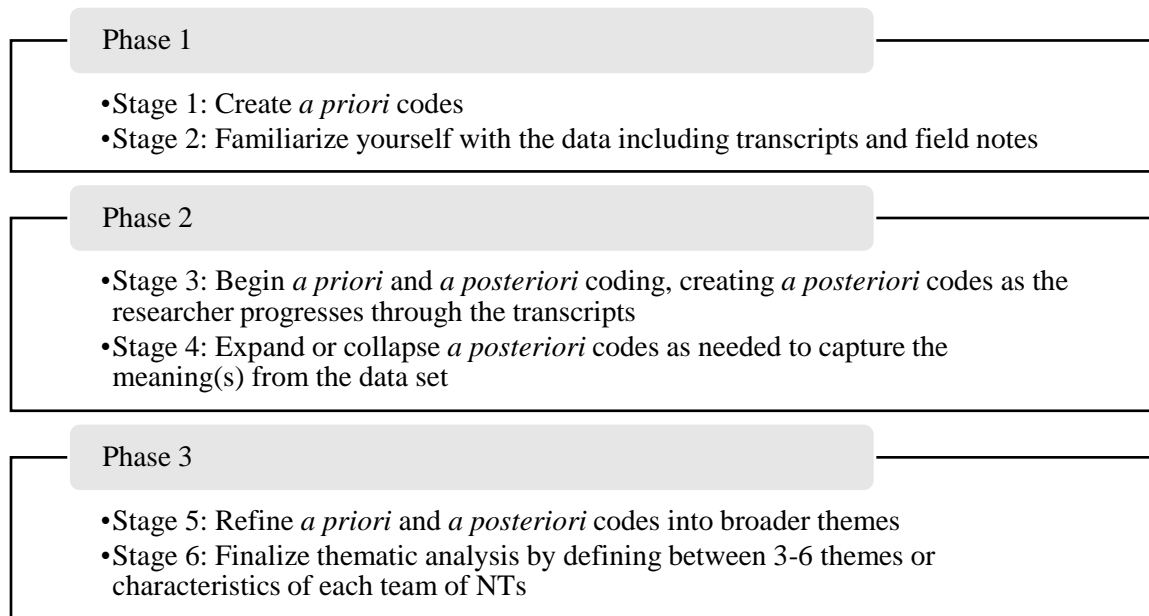 Phase 1
•Stage 1: Create a priori codes
•Stage 2: Familiarize yourself with the data including transcripts and field notes
Phase 2
•Stage 3: Begin a priori and a posteriori coding, creating a posteriori codes as the
researcher progresses through the transcripts
•Stage 4: Expand or collapse a posteriori codes as needed to capture the
meaning(s) from the data set
Phase 3
•Stage 5: Refine a priori and a posteriori codes into broader themes
•Stage 6: Finalize thematic analysis by defining between 3-6 themes or
characteristics of each team of NTs